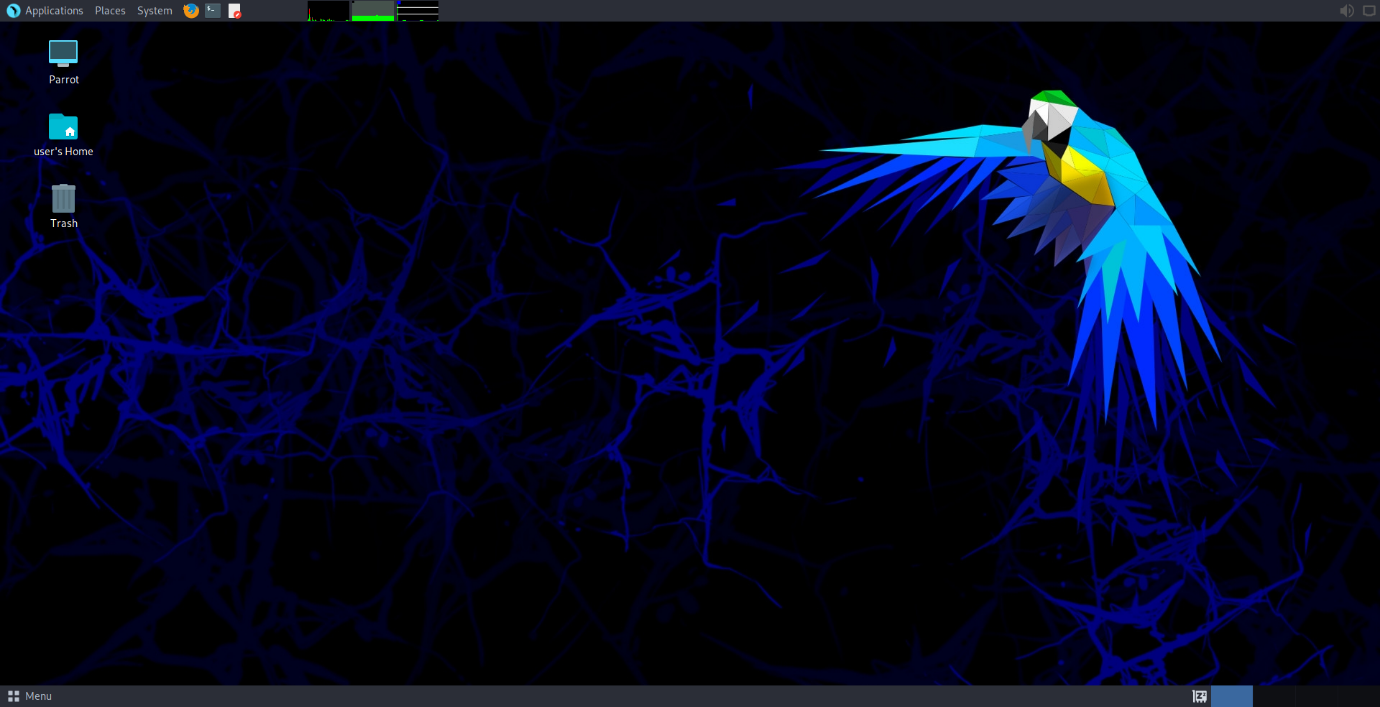 Applications Places System
Parrot
user's Home
Trash
Menu